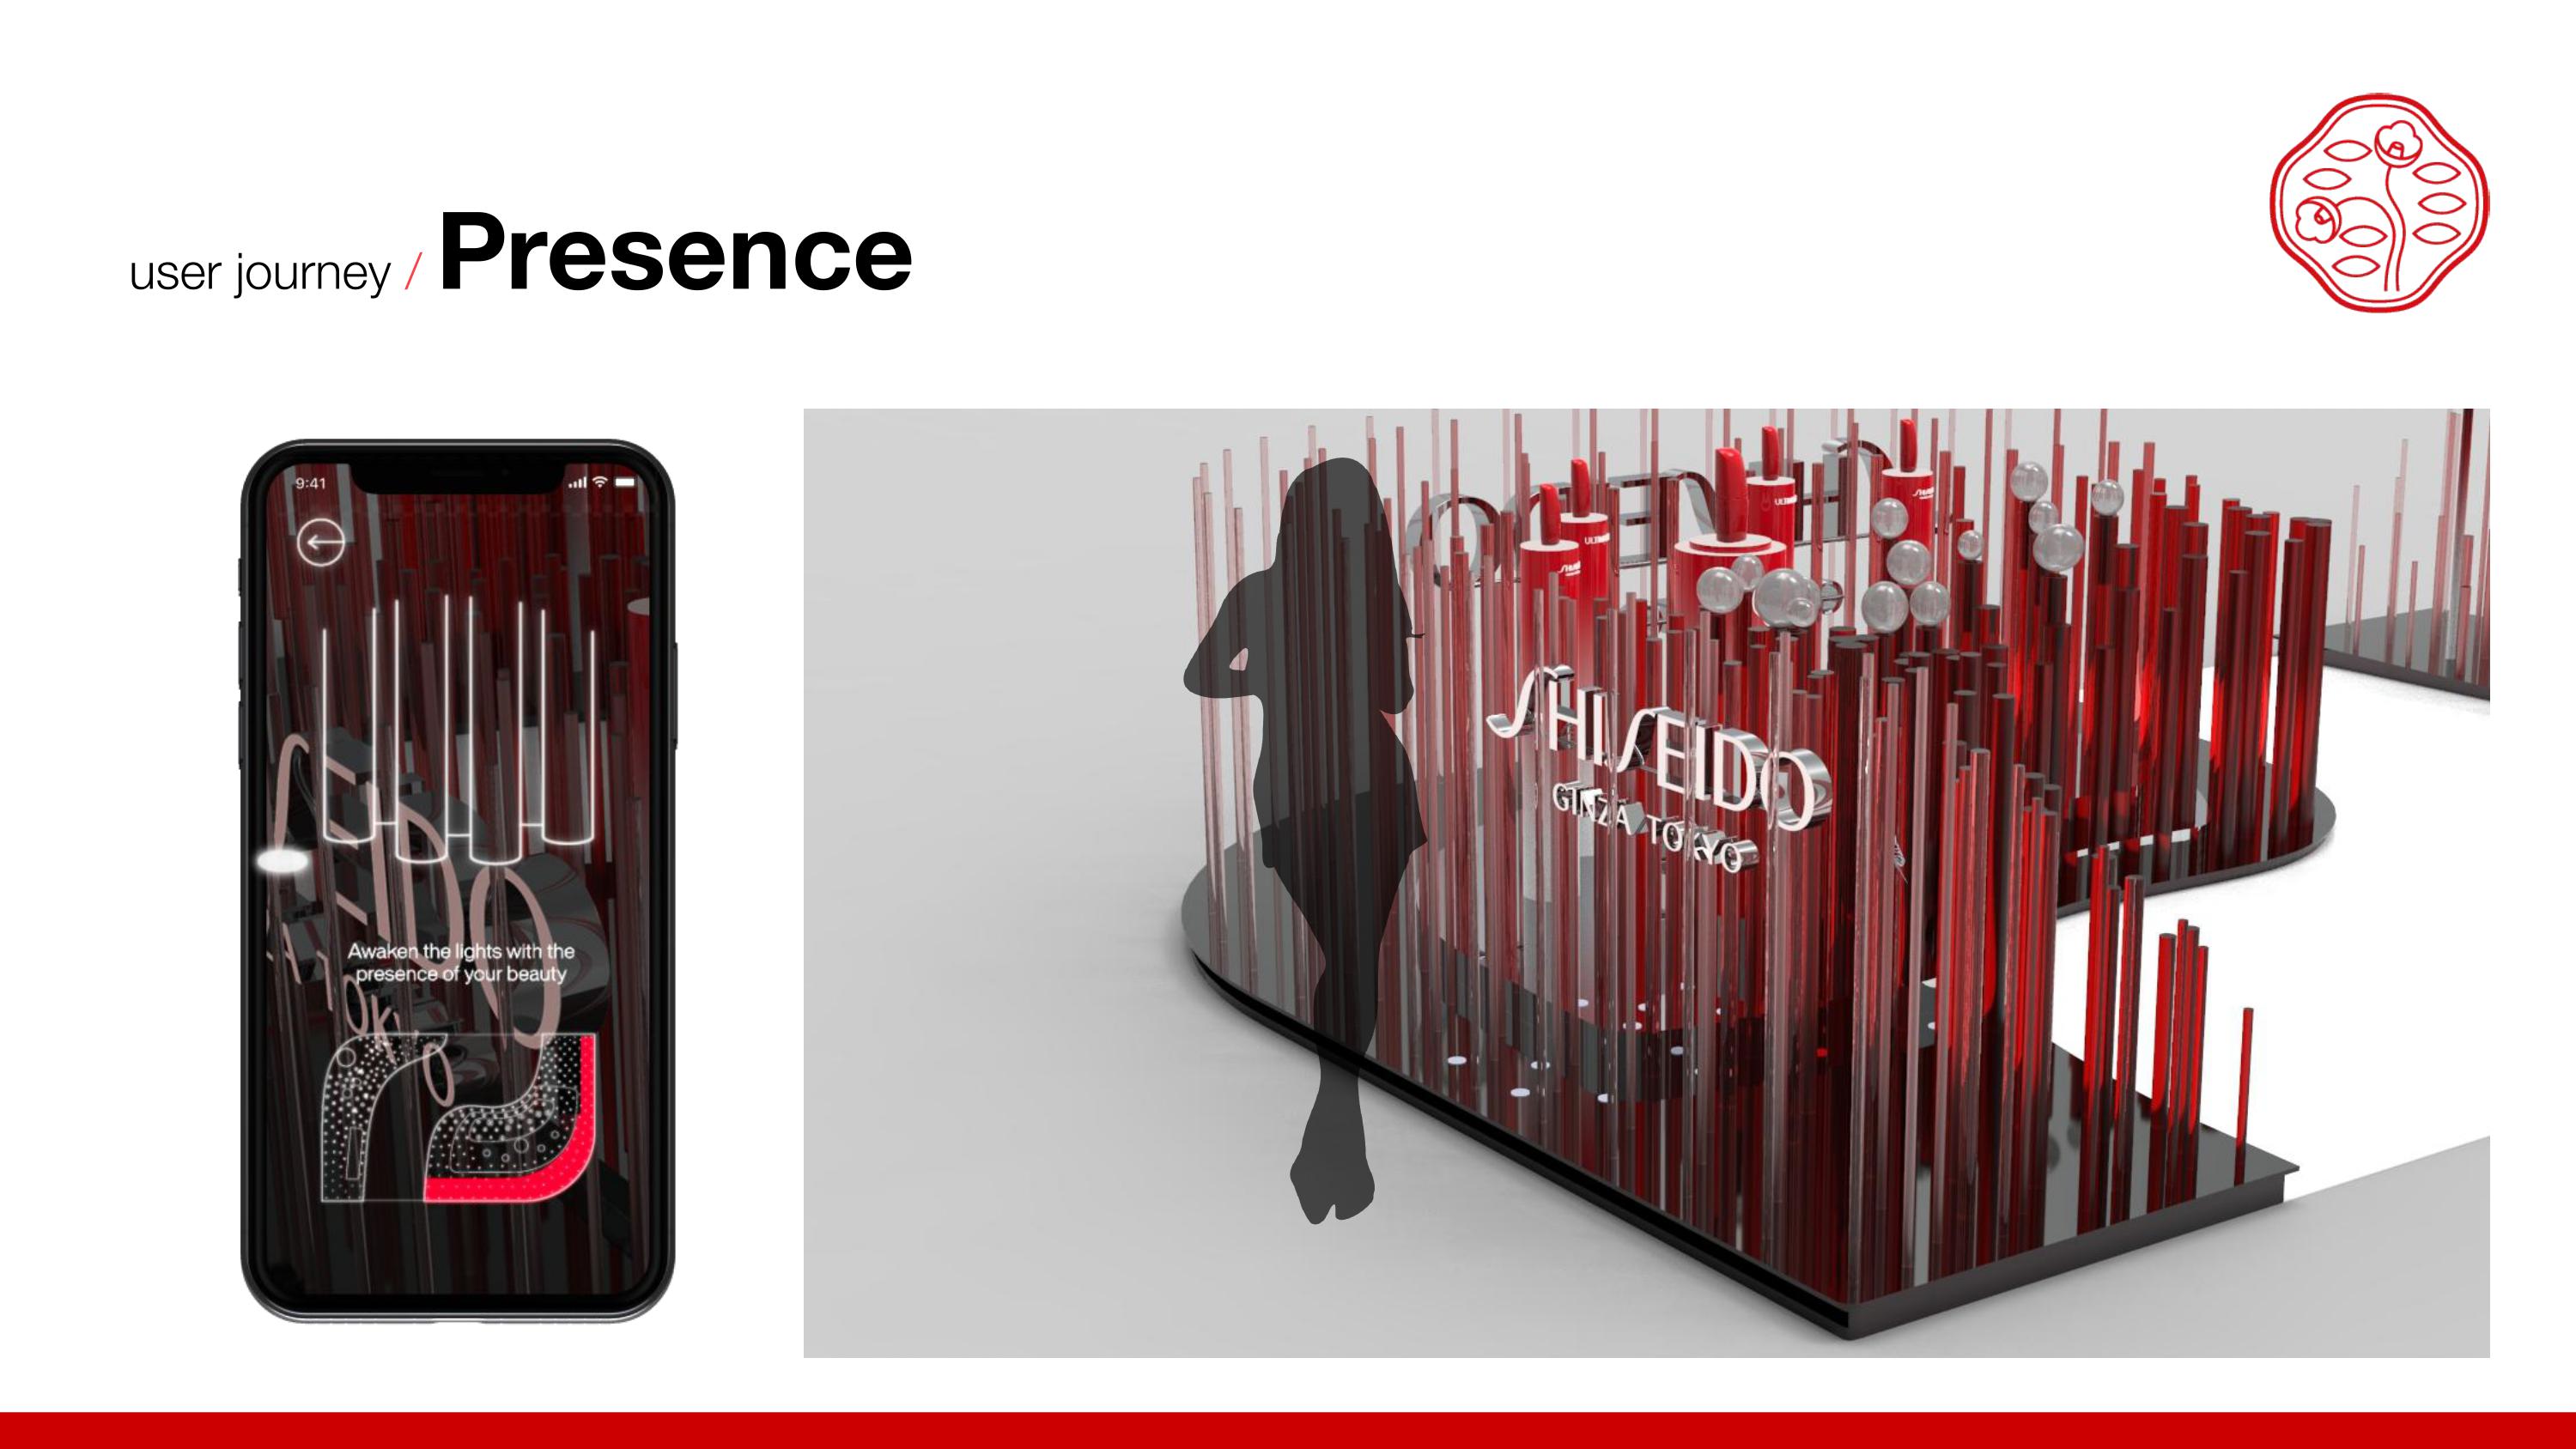 user journey / Presence
9:41
Awaken the lights with the
presence of your beauty
SHISEIDO
GINZA TOKYO